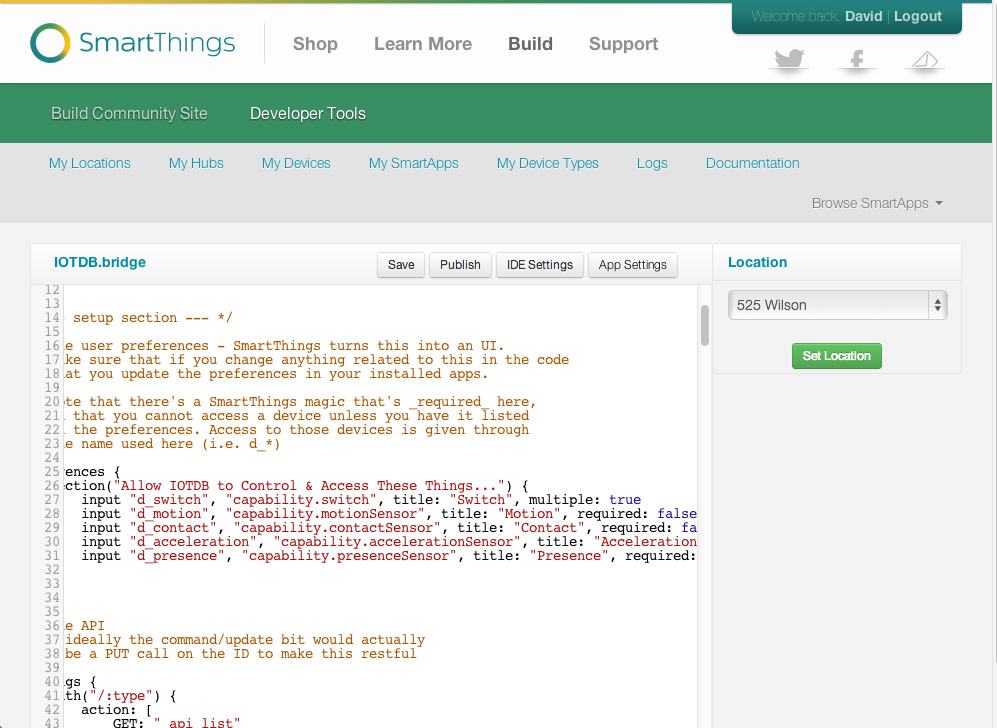 Welcome back, David | Logout
SmartThings
Shop Learn More Build Support
Build Community Site Developer Tools
My Locations My Hubs My Devices My SmartApps My Device Types Logs Documentation
Browse SmartApps
IOTDB.bridge
Save Publish IDE Settings App Settings
Location
525 Wilson
Set Location
12
13
14 setup section --- */
15
16 e user preferences - SmartThings turns this into an UI.
17 ke sure that if you change anything related to this in the code
18 at you update the preferences in your installed apps.
19
20 te that there's a SmartThings magic that's _required_ here,
21 that you cannot access a device unless you have it listed
22 the preferences. Access to those devices is given through
23 e name used here (i.e. d_*)
24
25 ences {
26 ction("Allow IOTDB to Control & Access These Things...") {
27 input "d_switch", "capability.switch", title: "Switch", multiple: true
28 input "d_motion", "capability.motionSensor", title: "Motion", required: false
29 input "d_contact", "capability.contactSensor", title: "Contact", required: fa
30 input "d_acceleration", "capability.accelerationSensor", title: "Acceleration
31 input "d_presence", "capability.presenceSensor", title: "Presence", required:
32
33
34
35
36 e API
37 ideally the command/update bit would actually
38 be a PUT call on the ID to make this restful
39
40 gs {
41 th("/:type") {
42 action: [
43 GET: "_api_list"